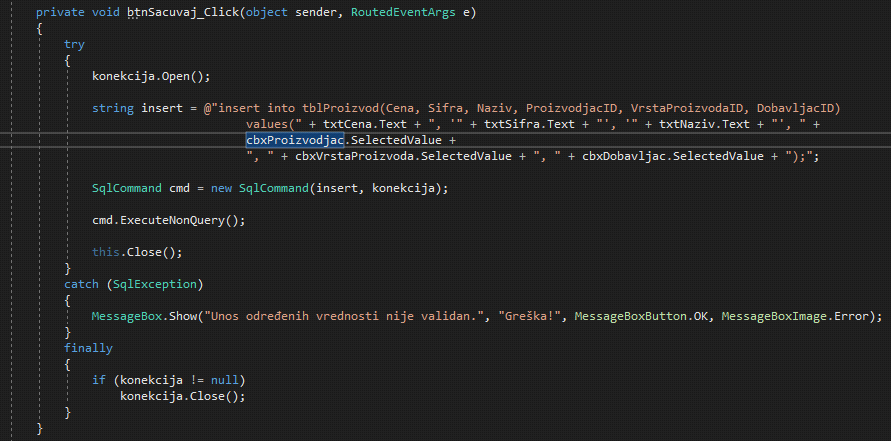 private void btnSacuvaj_Click(object sender, RoutedEventArgs e)
{
try
{
konekcija.Open();
string insert = @"insert into tblProizvod(Cena, Sifra, Naziv, ProizvodjacID, VrstaProizvodaID, DobavljacID)
values(" + txtCena.Text + ", '" + txtSifra.Text + "', '" + txtNaziv.Text + "', " +
cbxProizvodjac.SelectedValue +
", " + cbxVrstaProizvoda.SelectedValue + ", " + cbxDobavljac.SelectedValue + ");";
SqlCommand cmd = new SqlCommand(insert, konekcija);
cmd.ExecuteNonQuery();
this.Close();
}
catch (SqlException)
{
MessageBox.Show("Unos određenih vrednosti nije validan.", "Greška!", MessageBoxButton.OK, MessageBoxImage.Error);
}
finally
{
if (konekcija != null)
konekcija.Close();
}
}